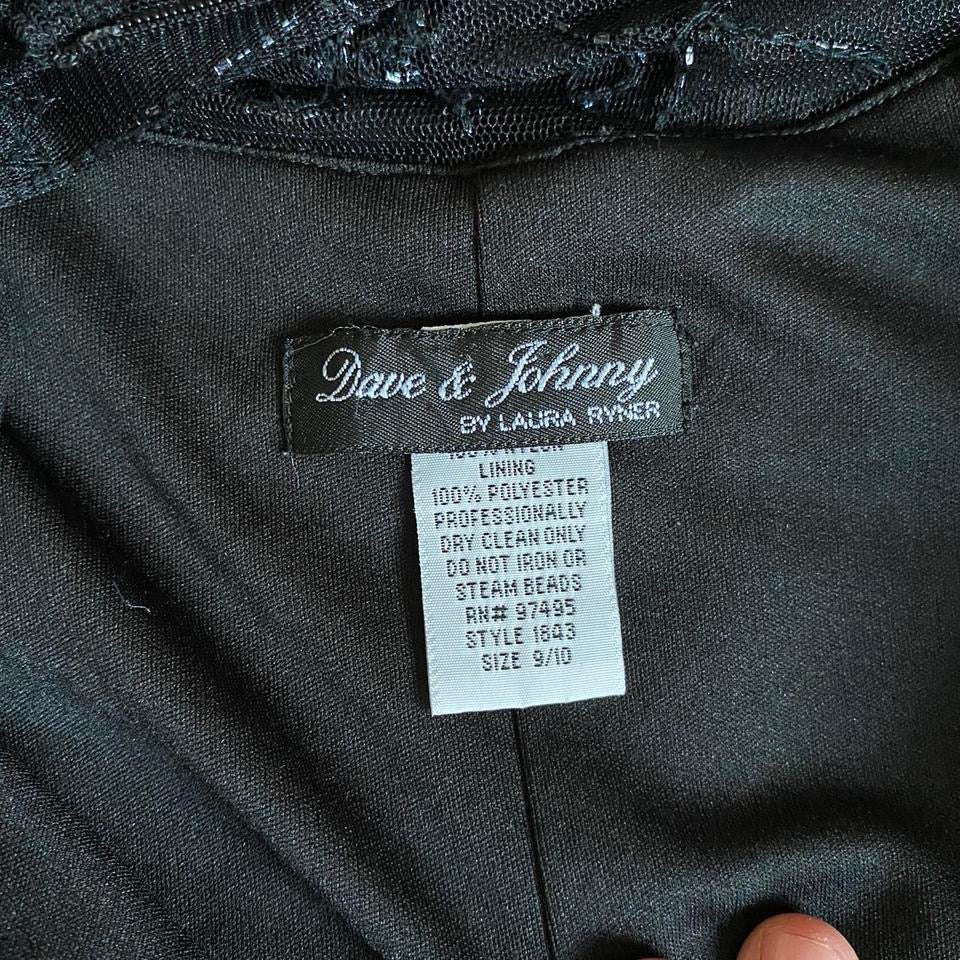 Dave & Johnny
BY LAURA RYNER
LINING
100% POLYESTER
PROFESSIONALLY
DRY CLEAN ONLY
DO NOT IRON OR
STEAM BEADS
RN# 97495
STYLE 1843
SIZE 9/10